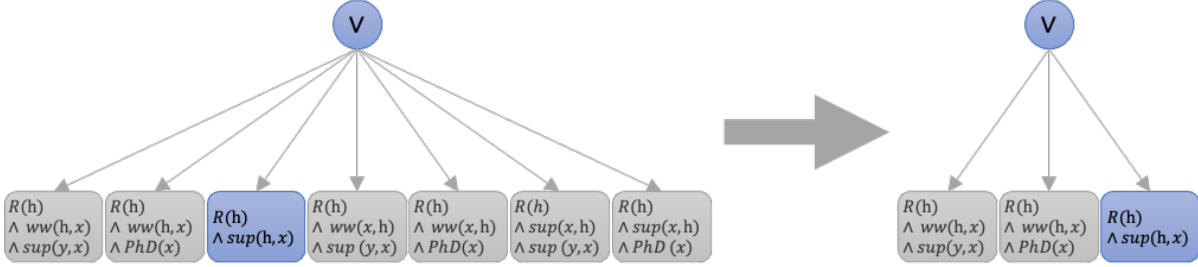 V
V
R(h)
∧ ww(h, x)
∧ sup(y, x)
R(h)
∧ ww(h, x)
∧ PhD(x)
R(h)
∧ sup(h, x)
R(h)
∧ ww(x, h)
∧ sup (y, x)
R(h)
∧ ww(x, h)
∧ PhD(x)
R(h)
∧ sup(x, h)
∧ sup (y, x)
R(h)
∧ sup(x, h)
∧ PhD (x)
R(h)
∧ ww(h, x)
∧ sup(y, x)
R(h)
∧ ww(h, x)
∧ PhD(x)
R(h)
∧ sup(h, x)